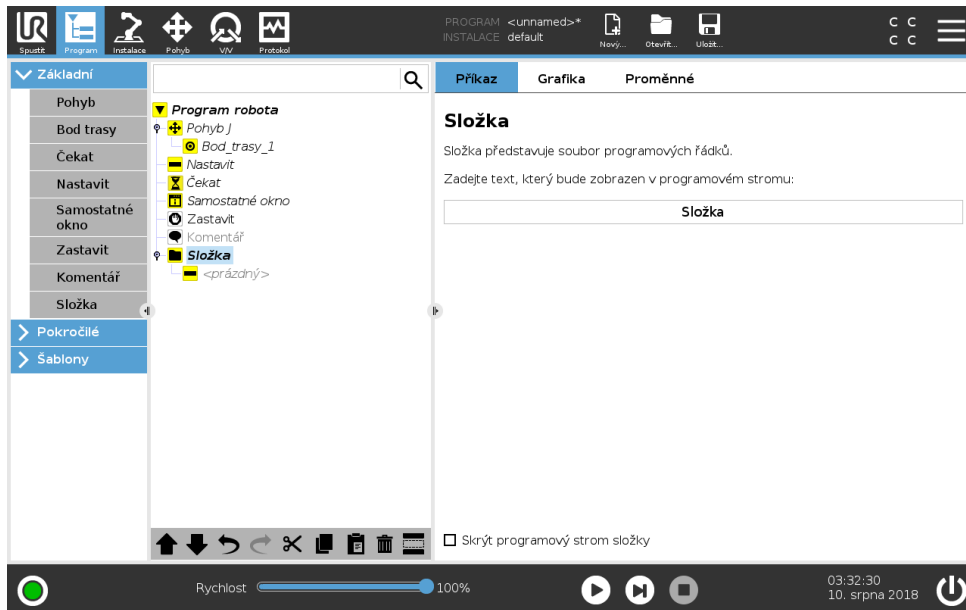 PROGRAM <unnamed>*
INSTALACE default
Spustit
Program
Instalace
Pohyb
V/V
Protokol
Nový...
Otevřít...
Uložit...
C C
C C
Základní
Pohyb
Bod trasy
Čekat
Nastavit
Samostatné
okno
Zastavit
Komentář
Složka
Pokročilé
Šablony
Program robota
Pohyb J
Bod_trasy_1
Nastavit
Čekat
Samostatné okno
Zastavit
Komentář
Složka
<prázdný>
Příkaz Grafika Proměnné
Složka
Složka představuje soubor programových řádků.
Zadejte text, který bude zobrazen v programovém stromu:
Složka
Skrýt programový strom složky
Rychlost 100%
03:32:30
10. srpna 2018